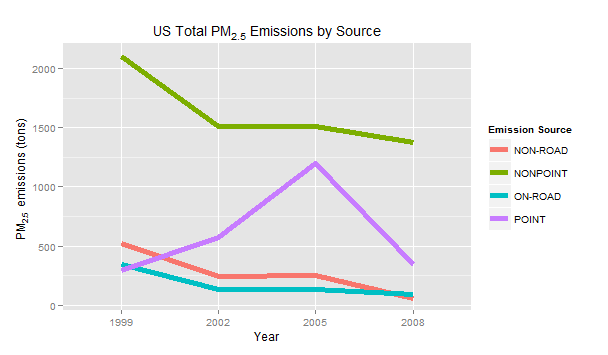 US Total PM2.5 Emissions by Source
PM2.5 emissions (tons)
2000
1500
1000
500
0
1999 2002 2005 2008
Year
Emission Source
NON-ROAD
NONPOINT
ON-ROAD
POINT